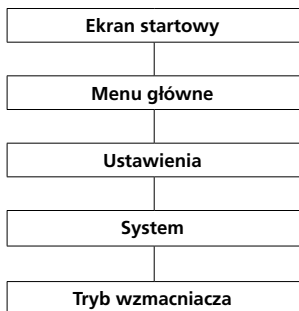 Ekran startowy
Menu główne
Ustawienia
System
Tryb wzmacniacza